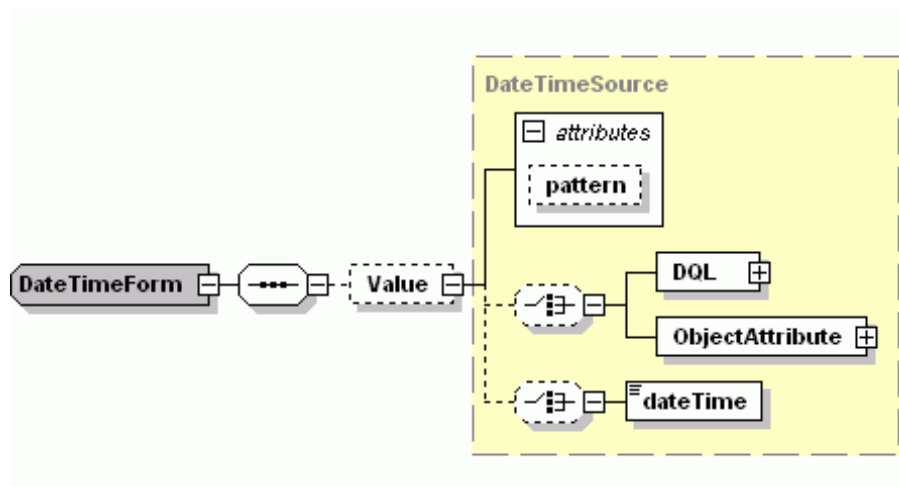 DateTimeSource
attributes
pattern
DateTimeForm
Value
DQL
ObjectAttribute
dateTime